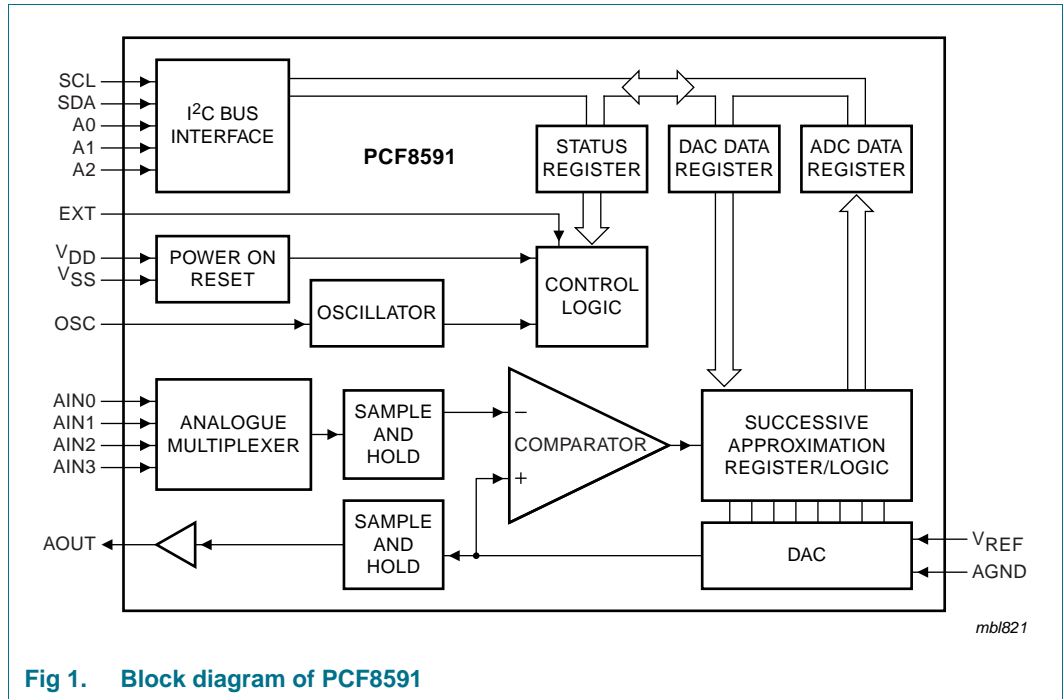 SCL
SDA
A0
A1
A2
I2C BUS
INTERFACE
PCF8591
STATUS
REGISTER
DAC DATA
REGISTER
ADC DATA
REGISTER
EXT
VDD
VSS
POWER ON
RESET
OSC
OSCILLATOR
CONTROL
LOGIC
AIN0
AIN1
AIN2
AIN3
ANALOGUE
MULTIPLEXER
SAMPLE
AND
HOLD
−
+
COMPARATOR
SUCCESSIVE
APPROXIMATION
REGISTER/LOGIC
AOUT
SAMPLE
AND
HOLD
DAC
VREF
AGND
mbl821
Fig 1. Block diagram of PCF8591